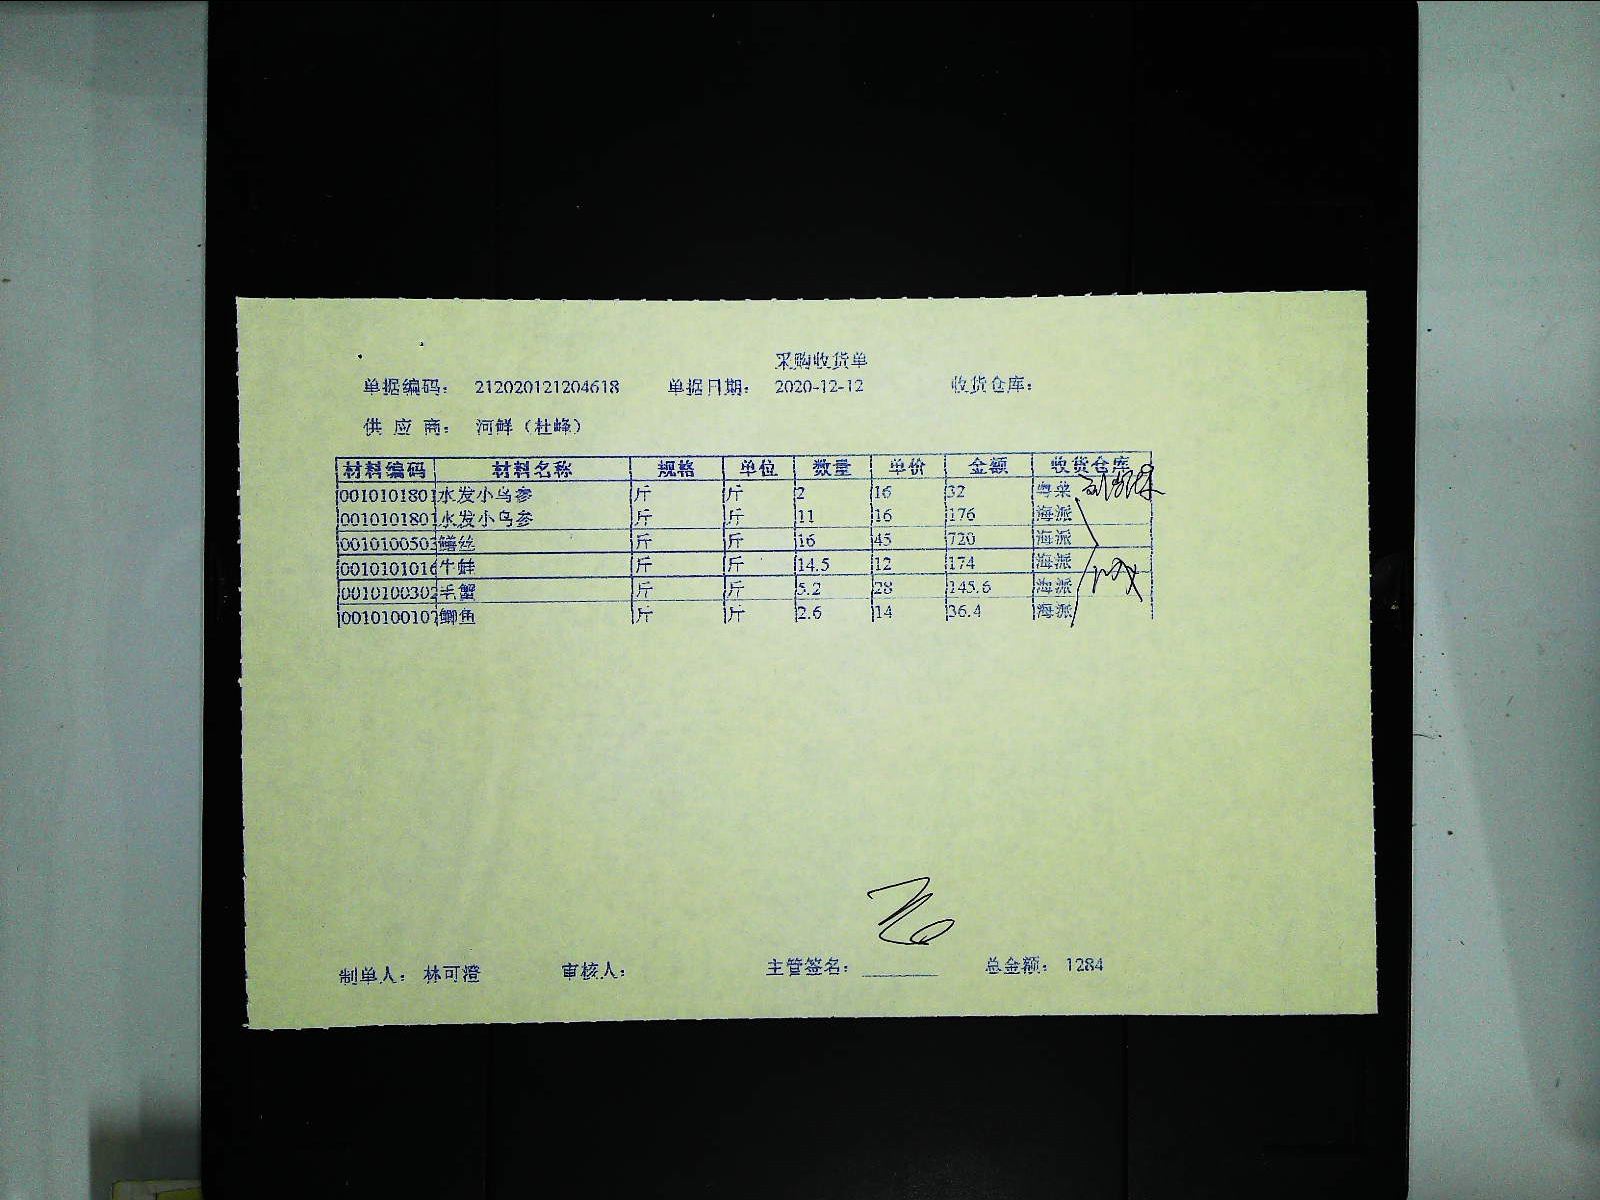 采购收货单
单据编码： 212020121204618 单据日期： 2020-12-12 收货仓库：
供 应 商： 河鲜（杜峰）
材料编码 材料名称 规格 单位 数量 单价 金额 收货仓库
0010101801 水发小乌参 斤 斤 2 16 32 粤菜
0010101801 水发小乌参 斤 斤 11 16 176 海派
001010050 鳝丝 斤 斤 16 45 720 海派
0010101016 牛蛙 斤 斤 14.5 12 174 海派
0010100302 毛蟹 斤 斤 5.2 28 145.6 海派
001010010 鲫鱼 斤 斤 2.6 14 36.4 海派
制单人： 林可澄 审核人： 主管签名： 总金额： 1284